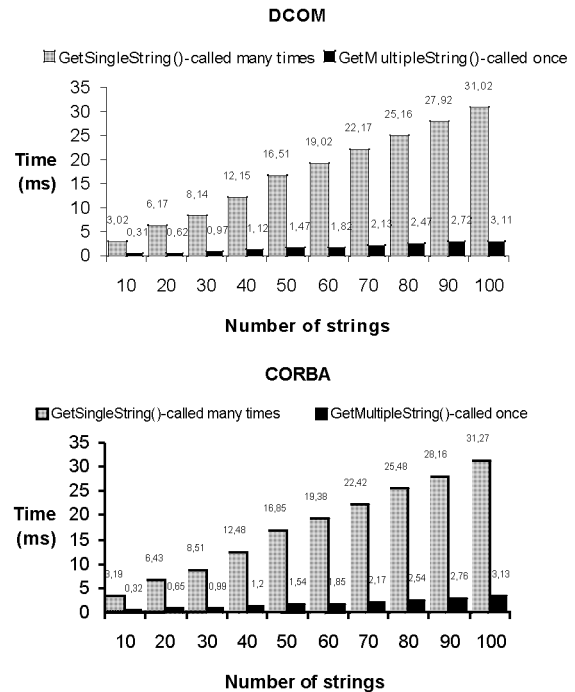 DCOM
GetSingleString()-called many times GetMultipleString()-called once
35
30
25
20
15
10
5
0
Time
(ms)
3,02 0,31 6,17 0,62 8,14 0,97 12,15 1,12 16,51 1,47 19,02 1,82 22,17 2,13 25,16 2,47 27,92 2,72 31,02 3,11
10 20 30 40 50 60 70 80 90 100
Number of strings
CORBA
GetSingleString()-called many times GetMultipleString()-called once
35
30
25
20
15
10
5
0
Time
(ms)
3,19 0,32 6,43 0,65 8,51 0,99 12,48 1,2 16,85 1,54 19,38 1,85 22,42 2,17 25,48 2,54 28,16 2,76 31,27 3,13
10 20 30 40 50 60 70 80 90 100
Number of strings